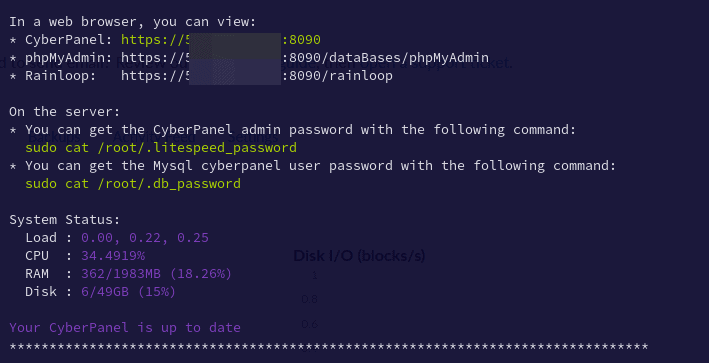 In a web browser, you can view:
* CyberPanel: https://5 :8090
* phpMyAdmin: https://5 :8090/dataBases/phpMyAdmin
* Rainloop: https://5 :8090/rainloop
ticket.
On the server:
* You can get the CyberPanel admin password with the following command:
sudo cat /root/.litespeed_password
* You can get the Mysql cyberpanel user password with the following command:
sudo cat /root/.db_password
System Status:
Load : 0.00, 0.22, 0.25
CPU : 34.4919%
Disk I/O (blocks/s)
RAM : 362/1983MB (18.26%)
1
Disk : 6/49GB (15%)
0.8
0.6
Your CyberPanel is up to date
********************************************************************************